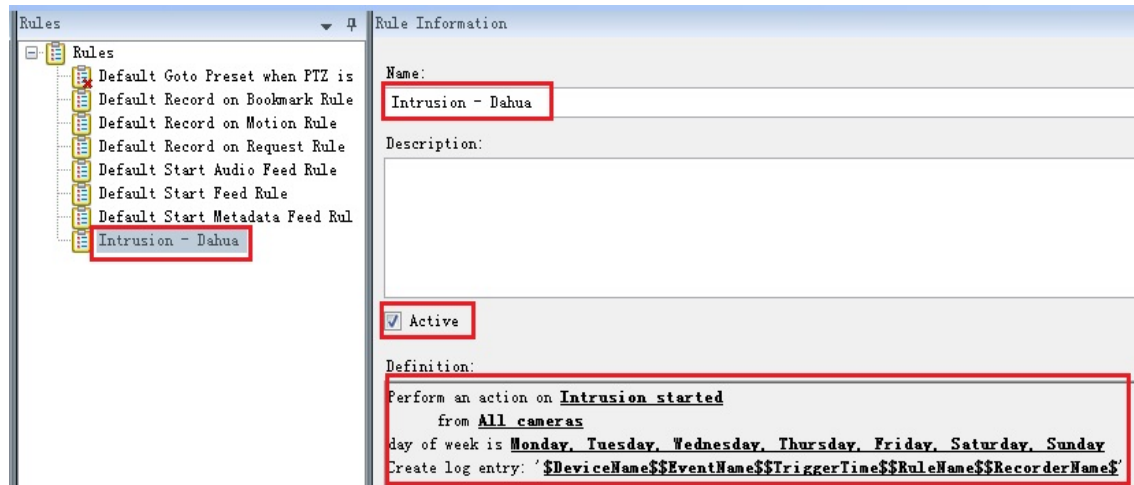 Rules
Rules
Default Goto Preset when PTZ is
Default Record on Bookmark Rule
Default Record on Motion Rule
Default Record on Request Rule
Default Start Audio Feed Rule
Default Start Feed Rule
Default Start Metadata Feed Rul
Intrusion - Dahua
Rule Information
Name:
Intrusion - Dahua
Description:
Active
Definition:
Perform an action on Intrusion started
from All cameras
day of week is Monday, Tuesday, Wednesday, Thursday, Friday, Saturday, Sunday
Create log entry: '$DeviceName$$EventName$$TriggerTime$$RuleName$$RecorderName$'